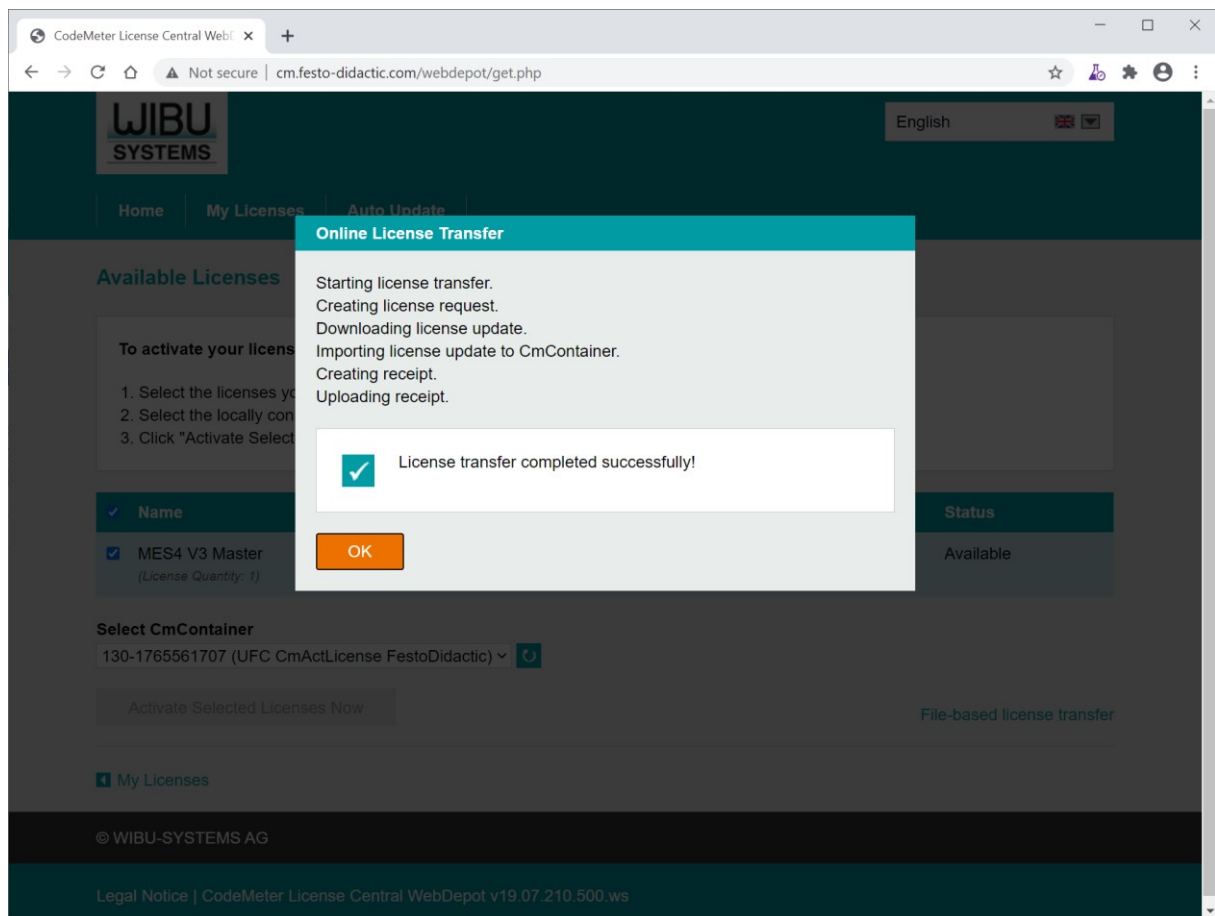 CodeMeter License Central Web
Not secure | cm.festo-didactic.com/webdepot/get.php
WIBU
SYSTEMS
English
Home
My Licenses
Auto Update
Online License Transfer
Available Licenses
Starting license transfer.
Creating license request.
Downloading license update.
Importing license update to CmContainer.
Creating receipt.
Uploading receipt.
To activate your licens
1. Select the licenses yo
2. Select the locally con
3. Click "Activate Select
License transfer completed successfully!
Name
Status
OK
MES4 V3 Master
Available
(License Quantity: 1)
Select CmContainer
130-1765561707 (UFC CmActLicense FestoDidactic)
Activate Selected Licenses Now
File-based license transfer
My Licenses
© WIBU-SYSTEMS AG
Legal Notice | CodeMeter License Central WebDepot v19.07.210.500.ws